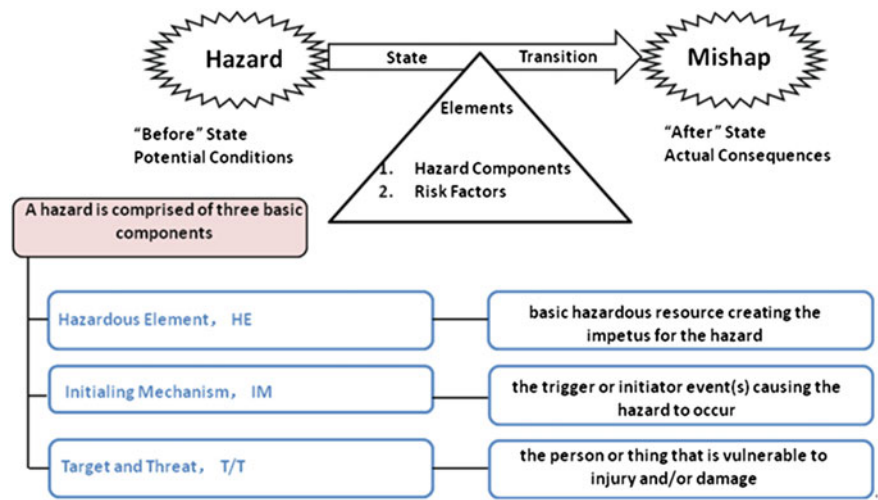 Hazard
State
Transition
Mishap
Elements
"Before" State
Potential Conditions
"After" State
Actual Consequences
1. Hazard Components
2. Risk Factors
A hazard is comprised of three basic
components
Hazardous Element, HE
basic hazardous resource creating the
impetus for the hazard
Initialing Mechanism, IM
the trigger or initiator event(s) causing the
hazard to occur
Target and Threat, T/T
the person or thing that is vulnerable to
injury and/or damage